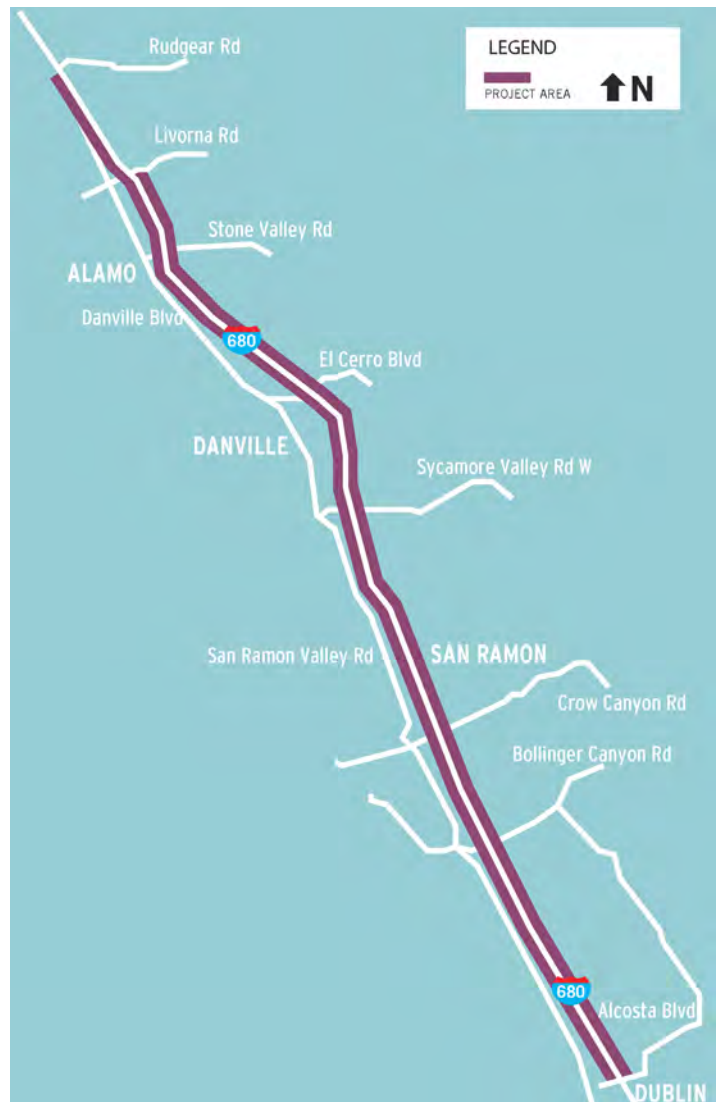 Rudgear Rd
LEGEND
PROJECT AREA
N
Livorna Rd
Stone Valley Rd
ALAMO
Danville Blvd
680
El Cerro Blvd
DANVILLE
Sycamore Valley Rd W
San Ramon Valley Rd
SAN RAMON
Crow Canyon Rd
Bollinger Canyon Rd
680
Alcosta Blvd
DUBLIN